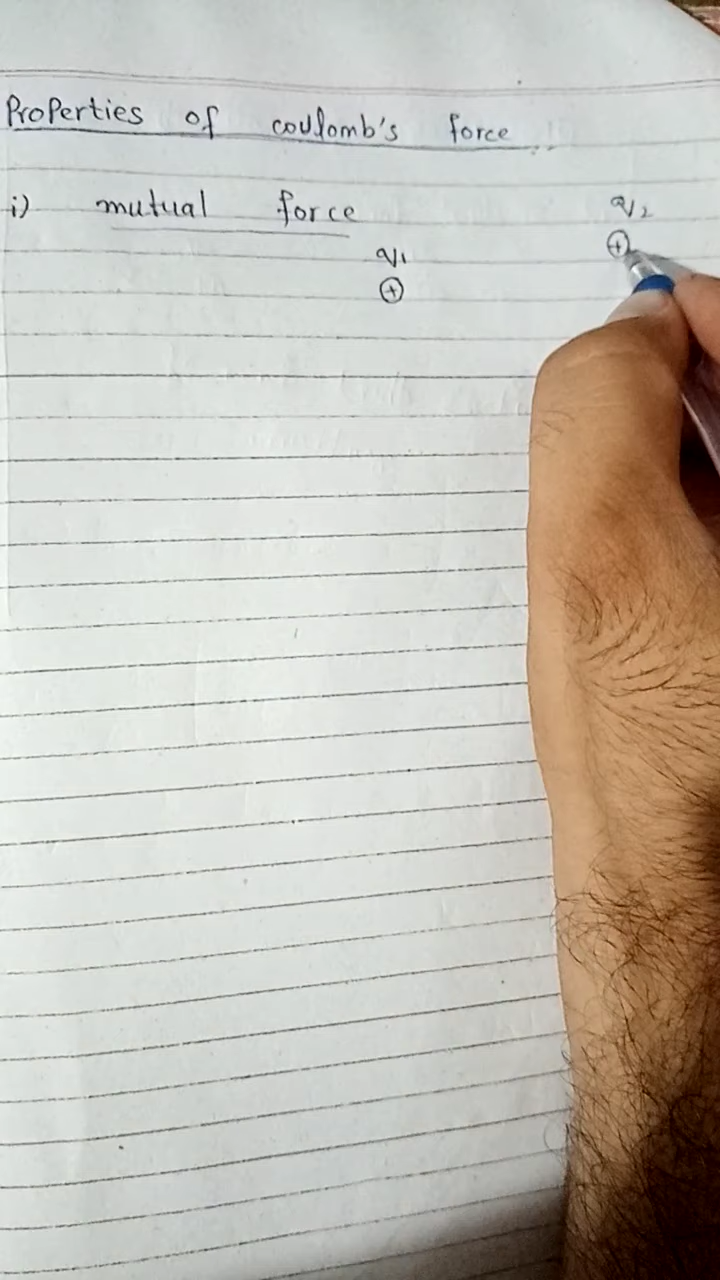 Properties of coulomb's force
i) mutual force
q1 q2
+ +